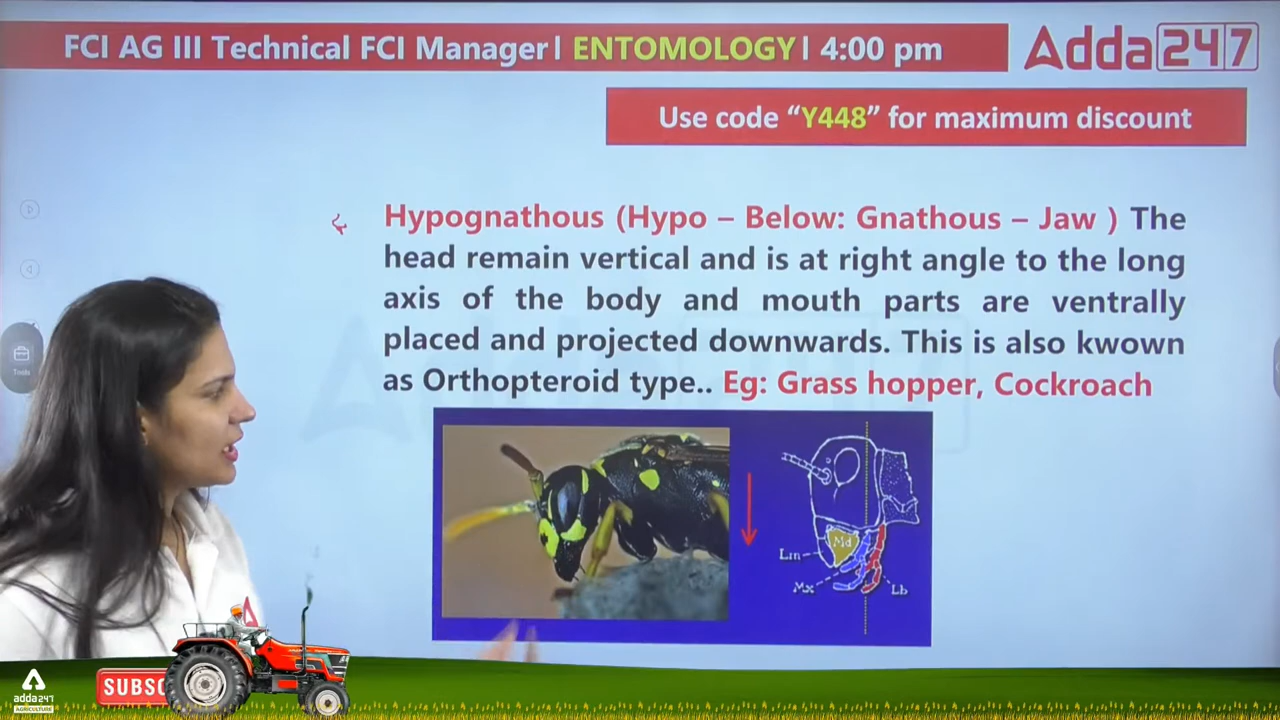 FCI AG III Technical FCI Manager| ENTOMOLOGY| 4:00 pm
Adda247
Use code “Y448” for maximum discount
Hypognathous (Hypo – Below: Gnathous – Jaw ) The
head remain vertical and is at right angle to the long
axis of the body and mouth parts are ventrally
placed and projected downwards. This is also kwown
as Orthopteroid type.. Eg: Grass hopper, Cockroach
Md
Lm
Mx
Lb
Tools
SUBSC
adda247
AGRICULTURE